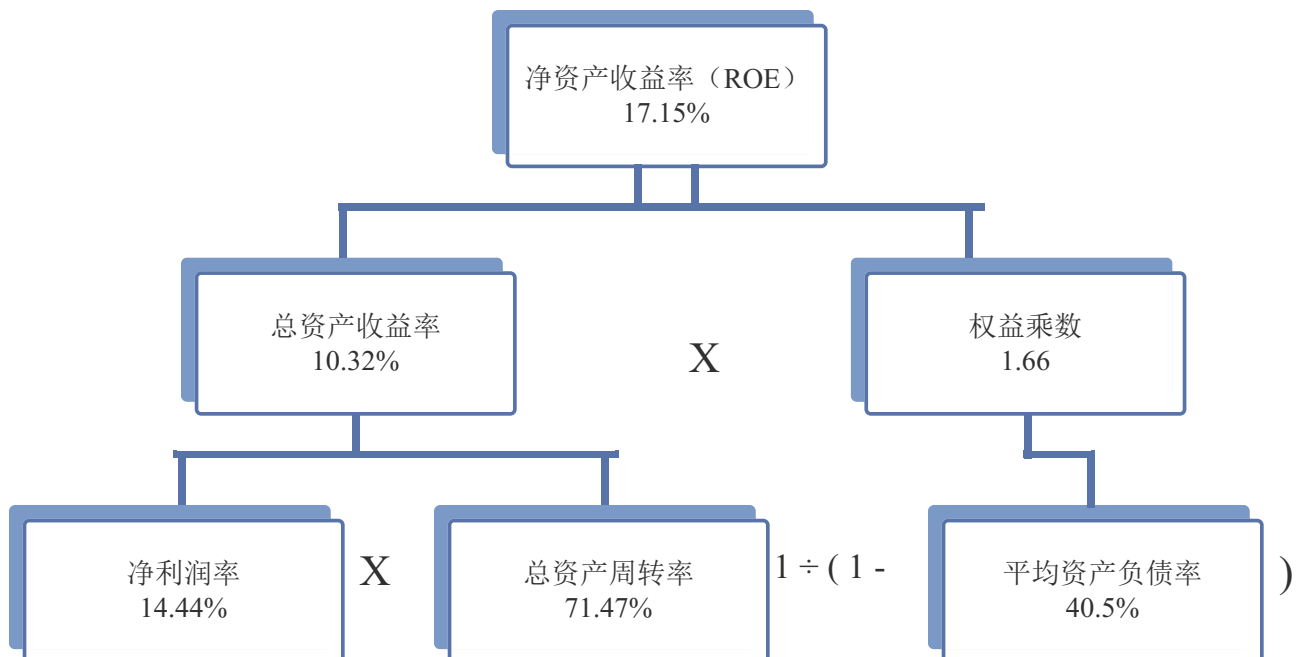 净资产收益率（ROE）
17.15%
总资产收益率
10.32%
X
权益乘数
1.66
净利润率
14.44%
X
总资产周转率
71.47%
1 ÷ ( 1 -
平均资产负债率
40.5%
)